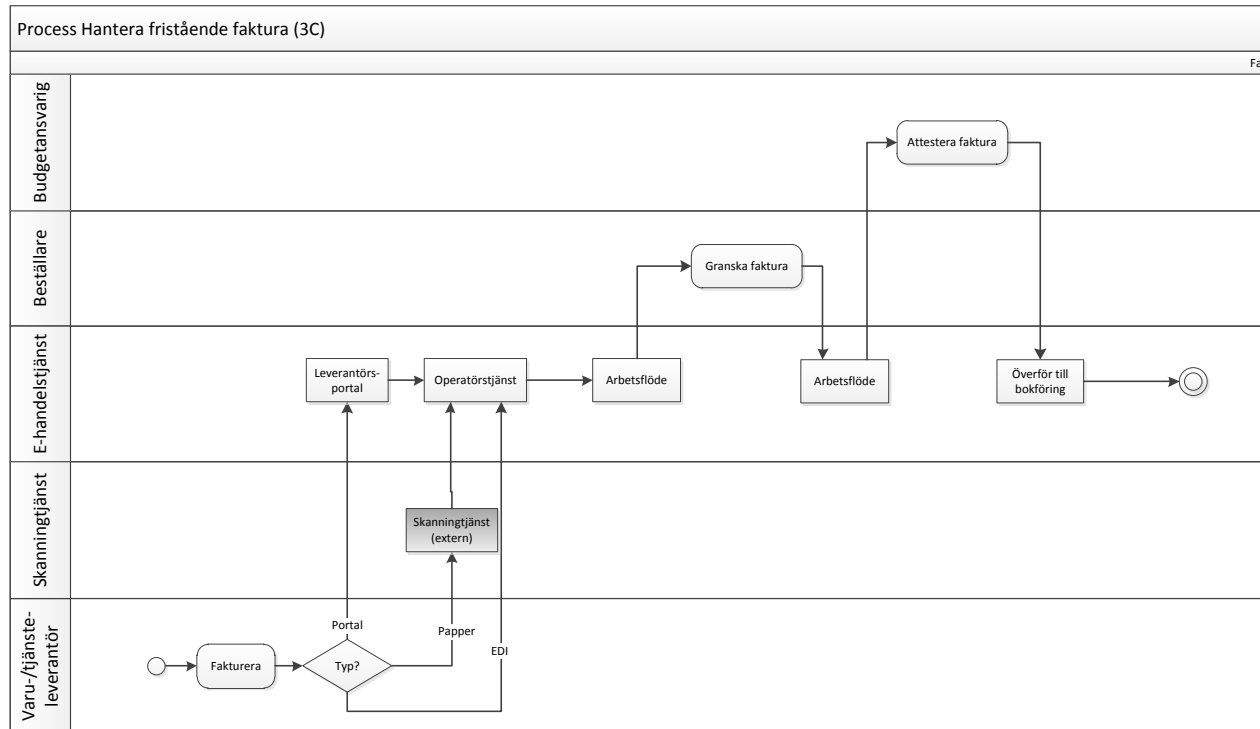 Process Hantera fristående faktura (3C)
Fa
Budgetansvarig
Attestera faktura
Beställare
Granska faktura
E-handelstjänst
Leverantörs-
portal
Operatörstjänst
Arbetsflöde
Arbetsflöde
Överför till
bokföring
Skanningtjänst
Skanningtjänst
(extern)
Varu-/tjänste-
leverantör
Fakturera
Typ?
Portal
Papper
EDI